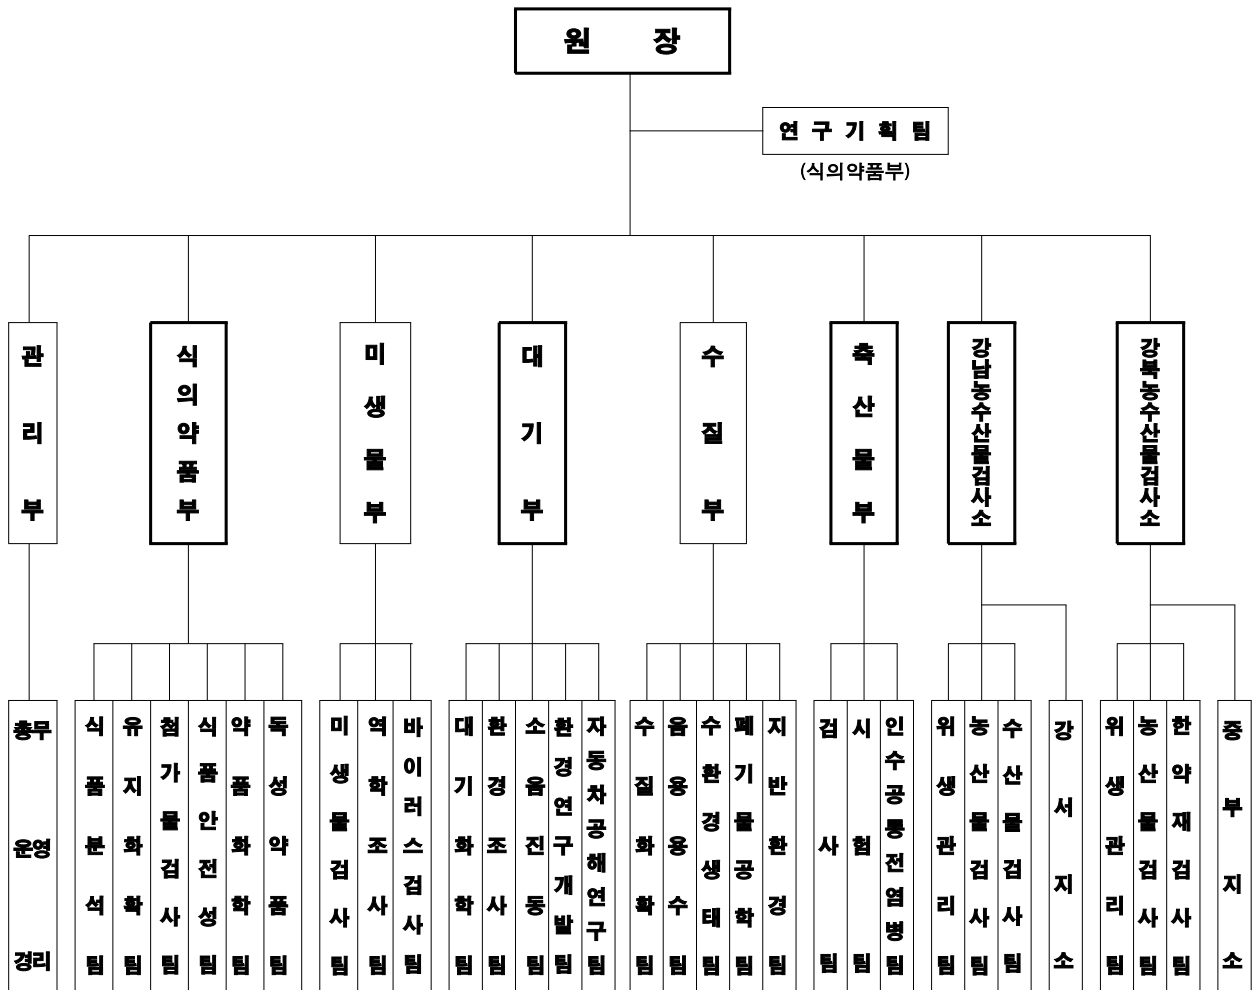 원 장
연 구 기 획 팀
(식의약품부)
관리부
식의약품부
미생물부
대기부
수질부
축산물부
강남농수산물검사소
강북농수산물검사소
총무
운영
경리
식품분석팀
유지화확팀
첨가물검사팀
식품안전성팀
약품화학팀
독성약품팀
미생물검사팀
역학조사팀
바이러스검사팀
대기화학팀
환경조사팀
소음진동팀
환경연구개발팀
자동차공해연구팀
수질화확팀
음용용수팀
수환경생태팀
폐기물공학팀
지반환경팀
검사팀
시험팀
인수공통전염병팀
위생관리팀
농산물검사팀
수산물검사팀
강서지소
위생관리팀
농산물검사팀
한약재검사팀
중부지소